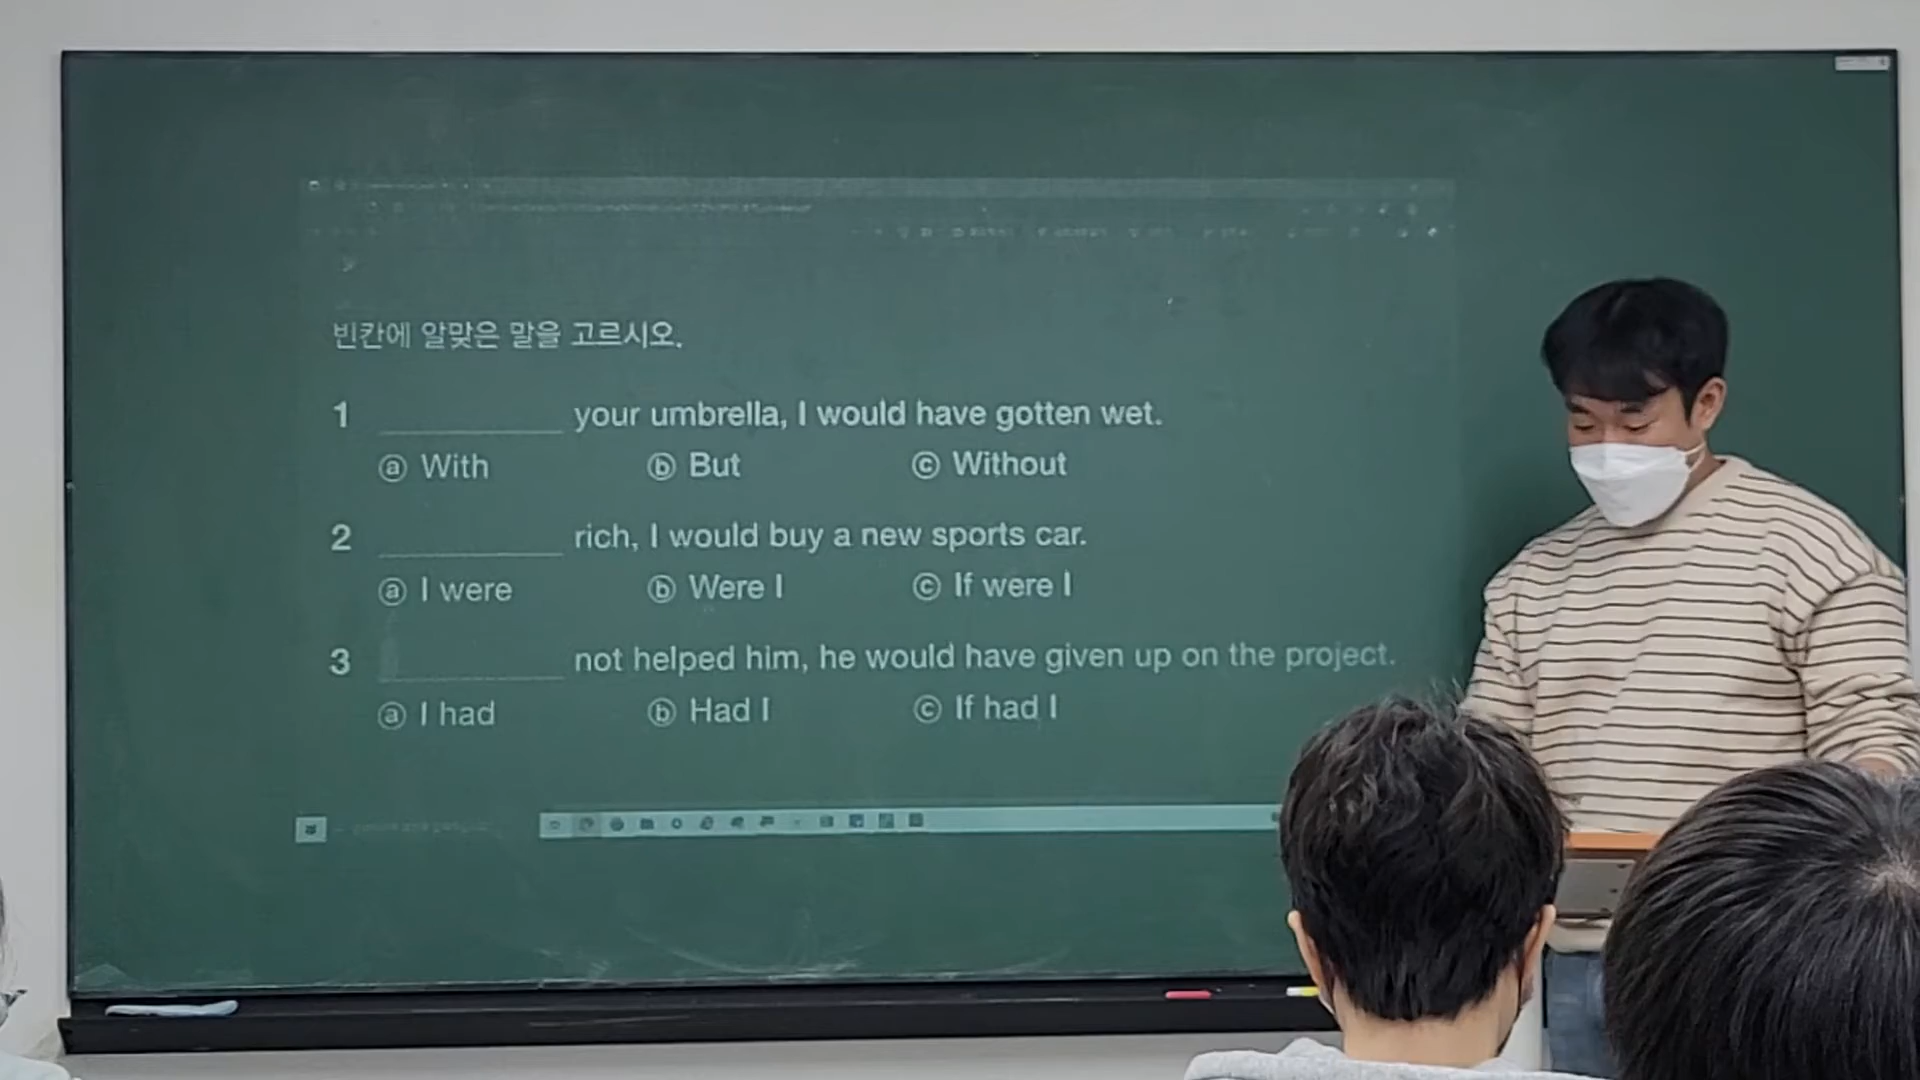 빈칸에 알맞은 말을 고르시오.
1 ________ your umbrella, I would have gotten wet.
ⓐ With ⓑ But ⓒ Without
2 ________ rich, I would buy a new sports car.
ⓐ I were ⓑ Were I ⓒ If were I
3 ________ not helped him, he would have given up on the project.
ⓐ I had ⓑ Had I ⓒ If had I